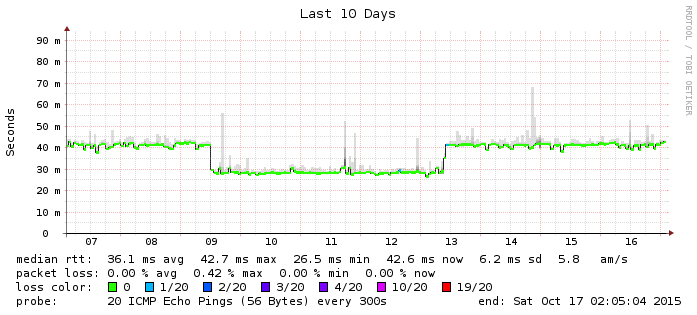 Last 10 Days
RRDTOOL / TOBI OETIKER
Seconds
90 m
80 m
70 m
60 m
50 m
40 m
30 m
20 m
10 m
0
07 08 09 10 11 12 13 14 15 16
median rtt: 36.1 ms avg 42.7 ms max 26.5 ms min 42.6 ms now 6.2 ms sd 5.8 am/s
packet loss: 0.00 % avg 0.42 % max 0.00 % min 0.00 % now
loss color: 0 1/20 2/20 3/20 4/20 10/20 19/20
probe: 20 ICMP Echo Pings (56 Bytes) every 300s end: Sat Oct 17 02:05:04 2015